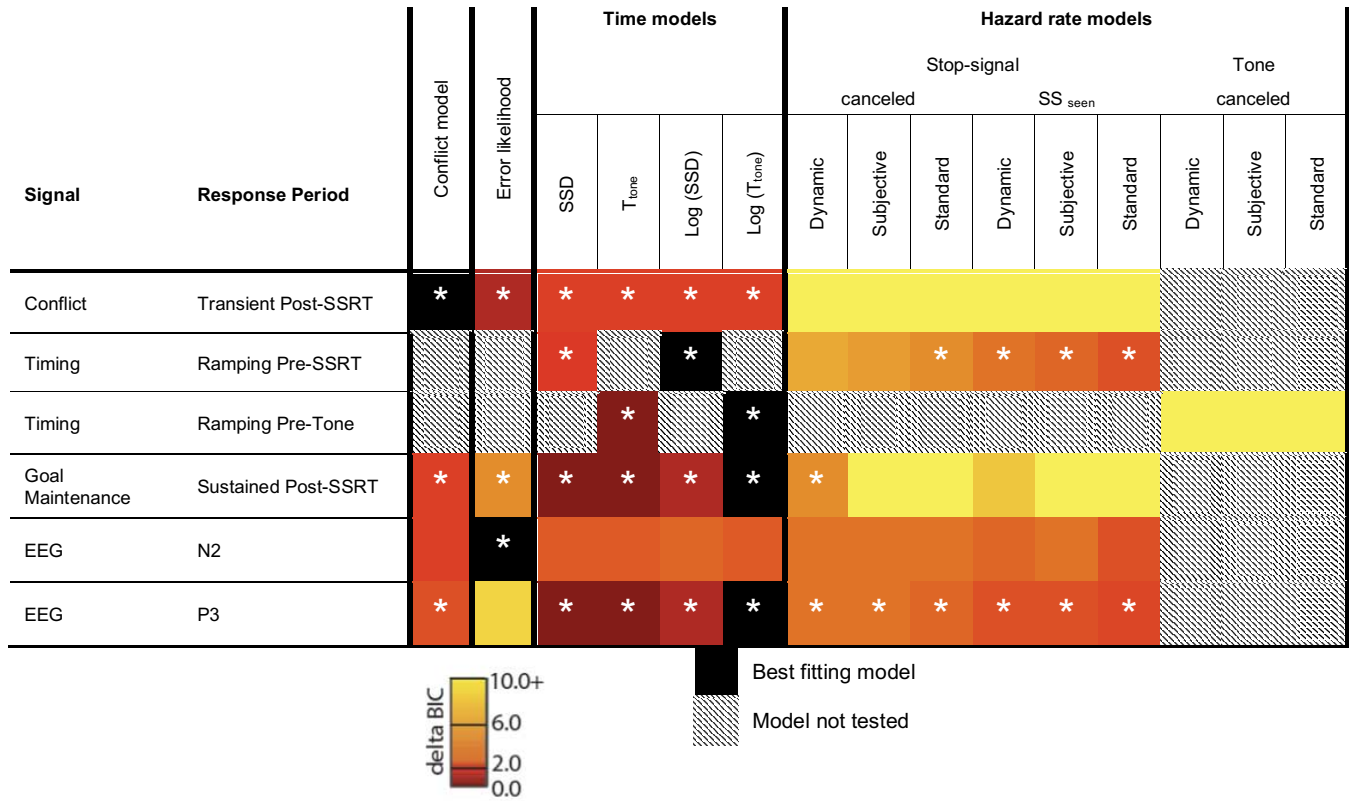 Time models
Hazard rate models
Stop-signal
Tone
canceled
SS seen
canceled
Signal
Response Period
Conflict model
Error likelihood
SSD
Ttone
Log (SSD)
Log (Ttone)
Dynamic
Subjective
Standard
Dynamic
Subjective
Standard
Dynamic
Subjective
Standard
Conflict Transient Post-SSRT * * * * * *
Timing Ramping Pre-SSRT * * * * * *
Timing Ramping Pre-Tone * *
Goal
Maintenance Sustained Post-SSRT * * * * * * *
EEG N2 *
EEG P3 * * * * * * * * * * *
delta BIC
10.0+
6.0
2.0
0.0
Best fitting model
Model not tested